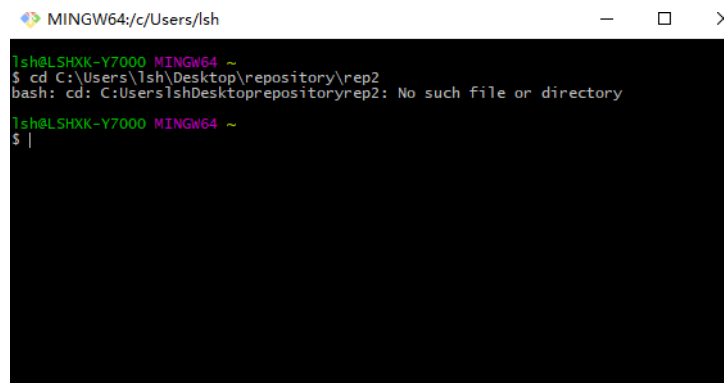 MINGW64:/c/Users/lsh
lsh@LSHXK-Y7000 MINGW64 ~
$ cd C:\Users\lsh\Desktop\repository\rep2
bash: cd: C:UserslshDesktoprepositoryrep2: No such file or directory
lsh@LSHXK-Y7000 MINGW64 ~
$